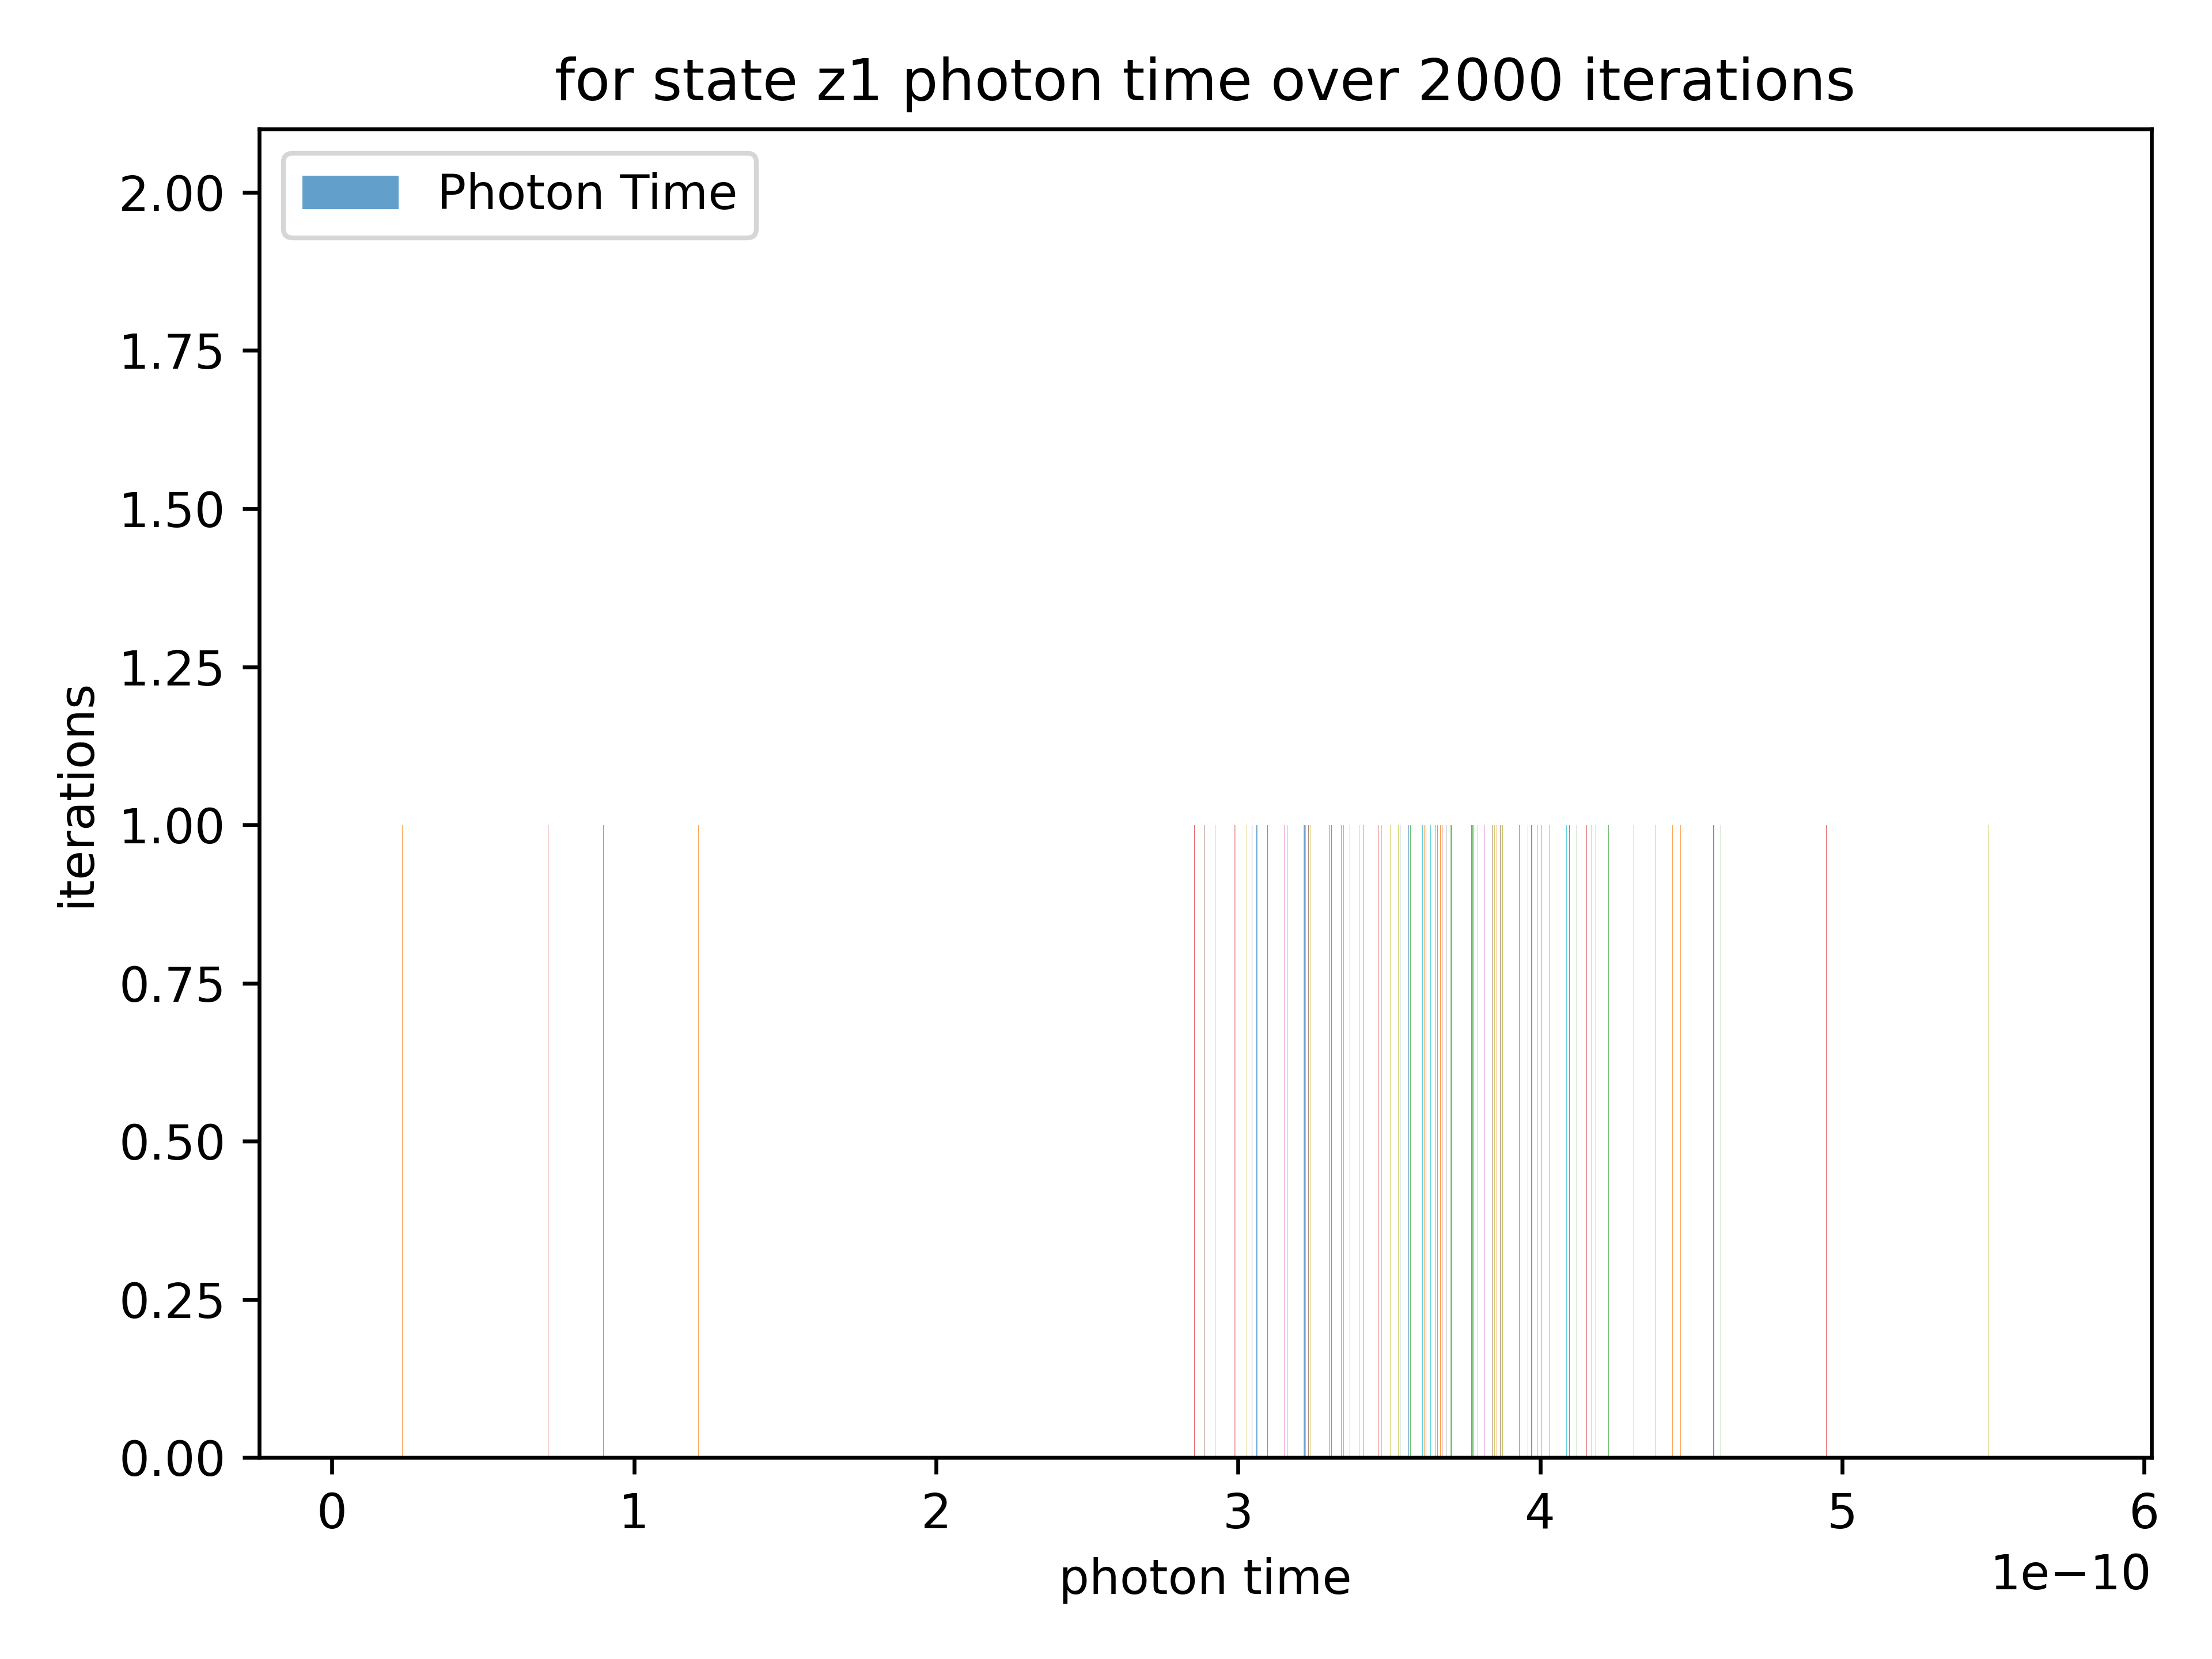 for state z1 photon time over 2000 iterations
Photon Time
2.00
1.75
1.50
1.25
1.00
0.75
0.50
0.25
0.00
iterations
0 1 2 3 4 5 6
photon time
1e−10